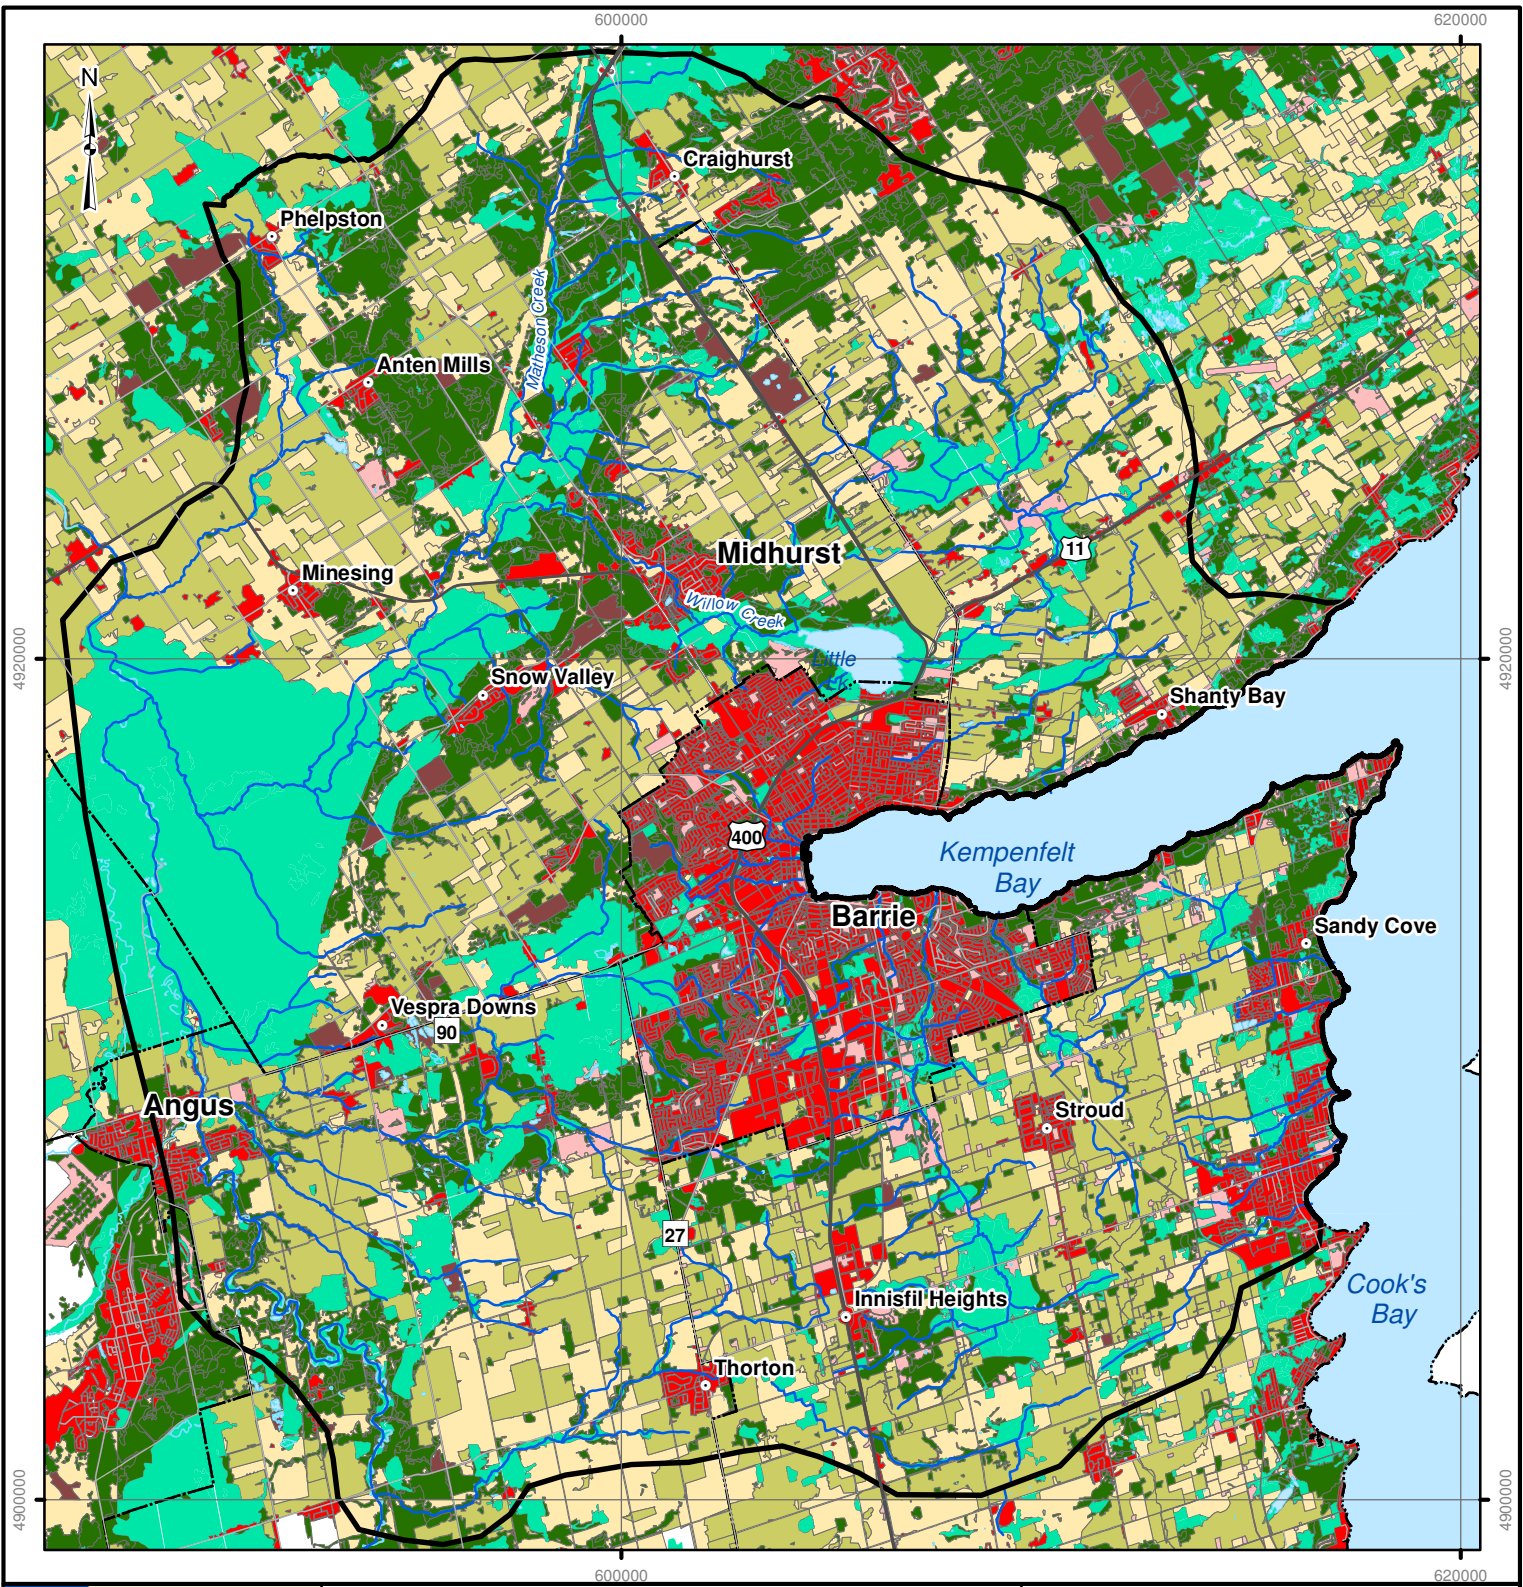 600000
620000
N
Craighurst
Phelpston
Matheson Creek
Anten Mills
Midhurst
11
Minesing
Willow Creek
4920000
4920000
Little
Snow Valley
Shanty Bay
400
Kempenfelt
Bay
Barrie
Sandy Cove
Vespra Downs
90
Angus
Stroud
27
Innisfil Heights
Cook's
Bay
Thorton
4900000
4900000
600000
620000